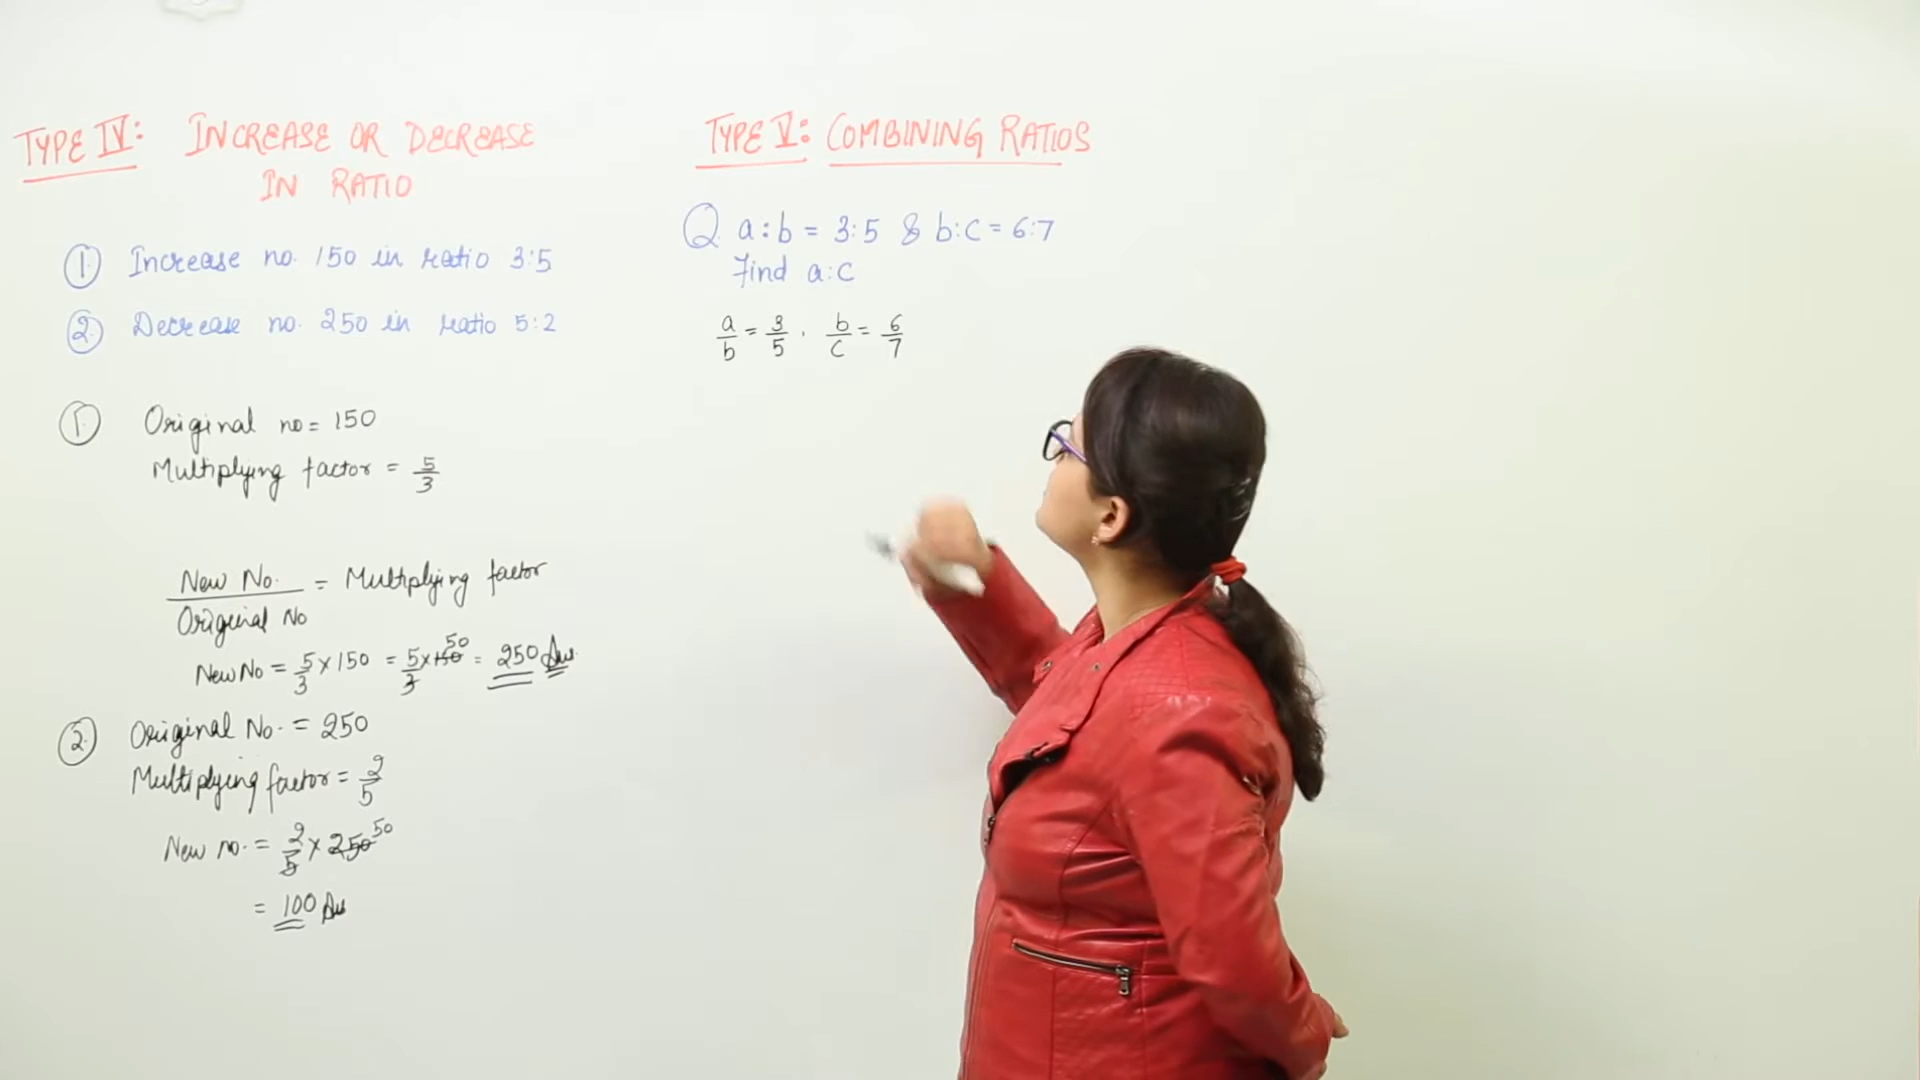 TYPE IV: INCREASE OR DECREASE
IN RATIO
1. Increase no. 150 in ratio 3:5
2. Decrease no. 250 in ratio 5:2
1. Original no = 150
Multiplying factor = 5/3
New No. / Original No = Multiplying factor
New No = 5/3 × 150 = 5/3 × 150 50 = 250 Ans.
2. Original No. = 250
Multiplying factor = 2/5
New no. = 2/5 × 250 50
= 100 Ans
TYPE V: COMBINING RATIOS
Q a:b = 3:5 & b:c = 6:7
Find a:c
a/b = 3/5 , b/c = 6/7